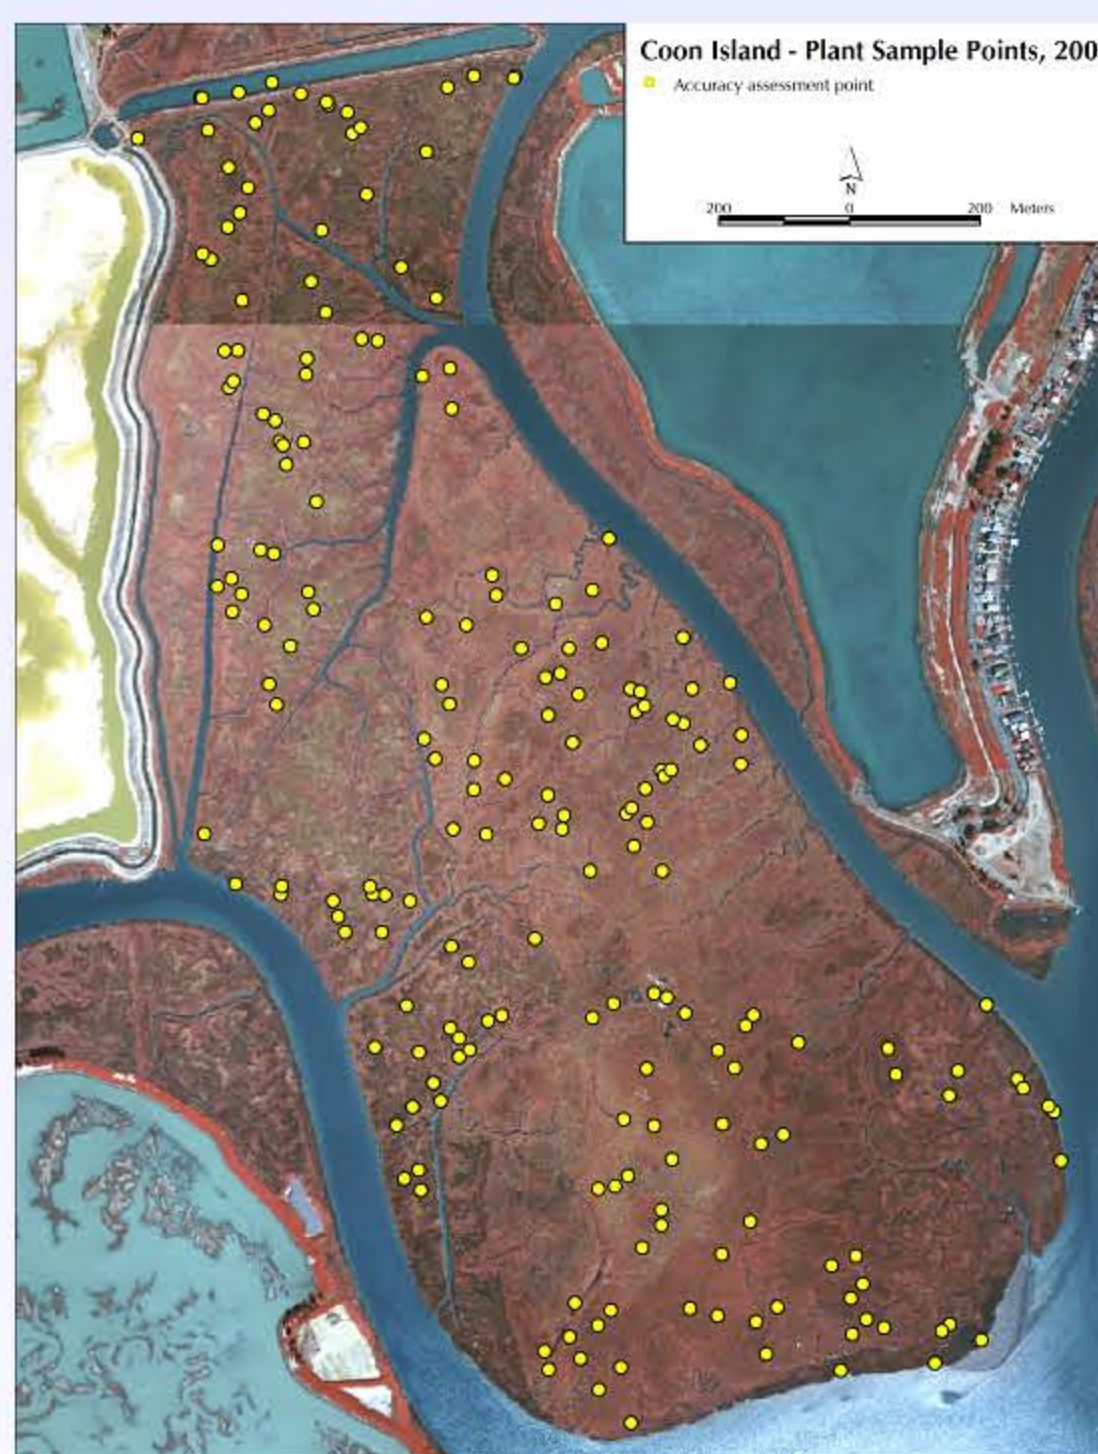 Coon Island - Plant Sample Points, 200
Accuracy assessment point
N
200 0 200 Meters